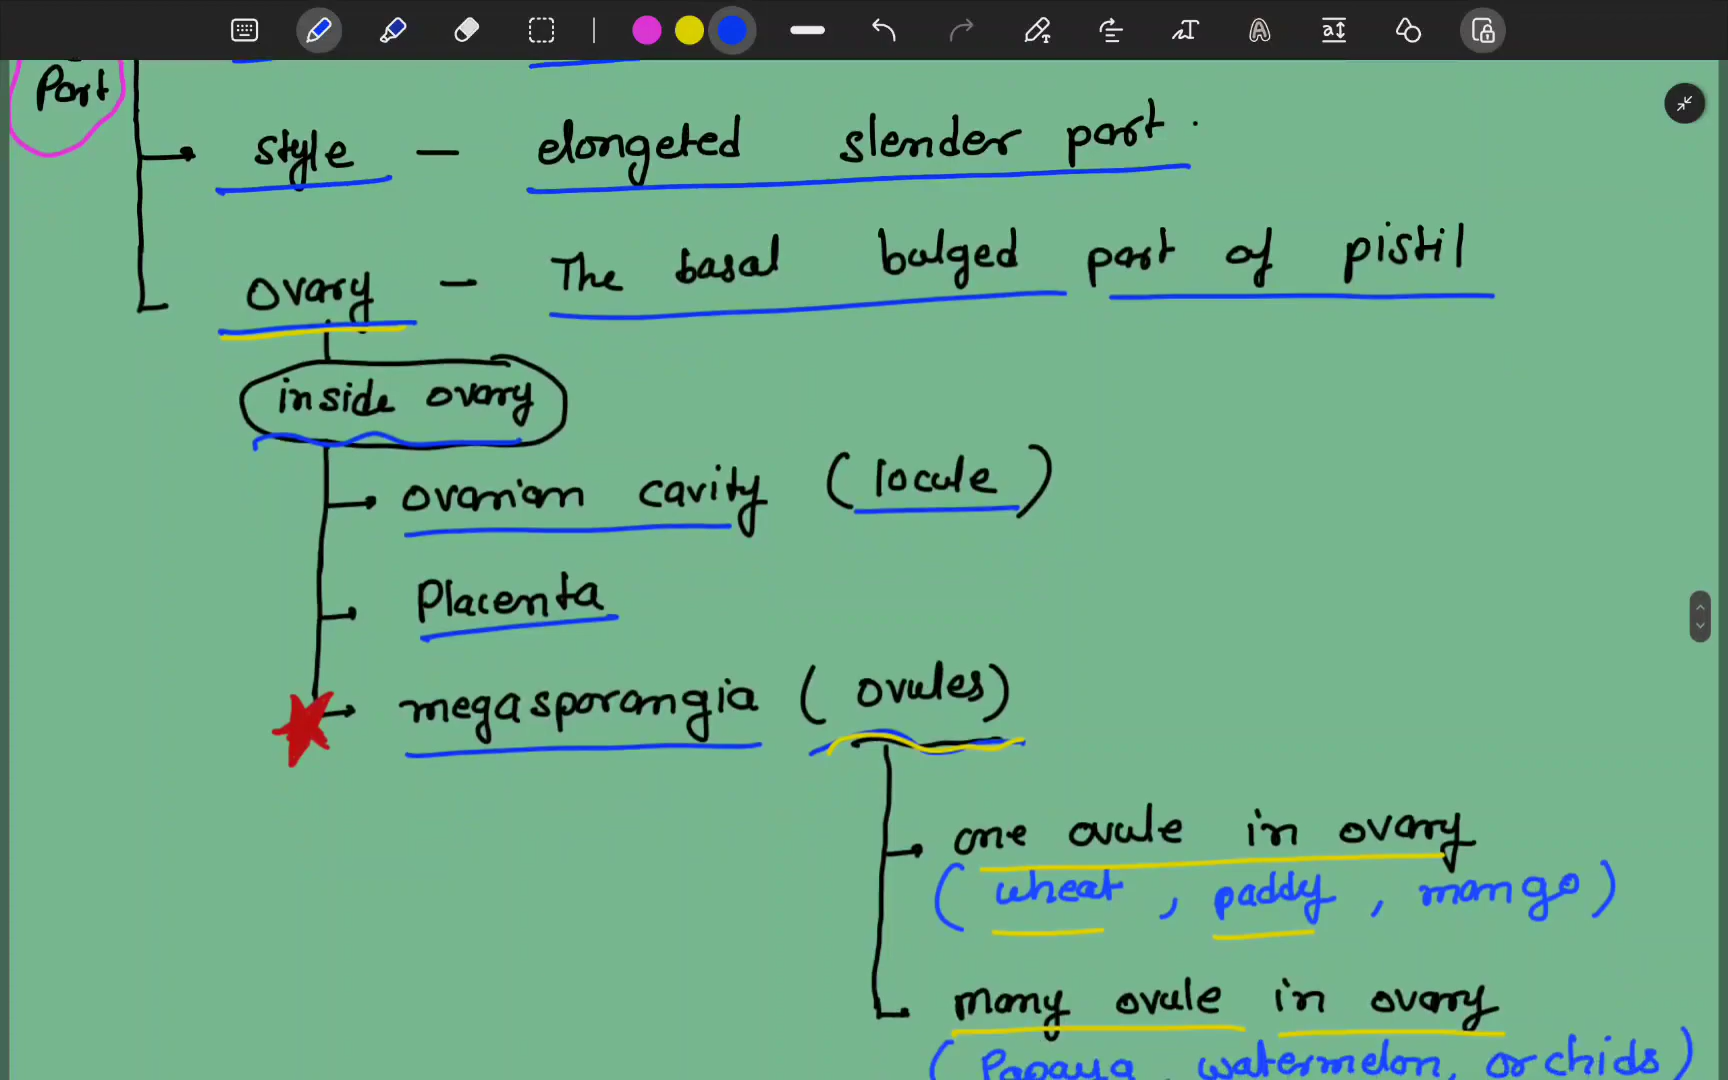 Part
style — elongeted slender part.
ovary — The basal bulged part of pistil
inside ovary
ovarian cavity (locule)
Placenta
megasporangia (ovules)
one ovule in ovary
(wheat, paddy, mango)
many ovule in ovary
(Papaya, watermelon, orchids)